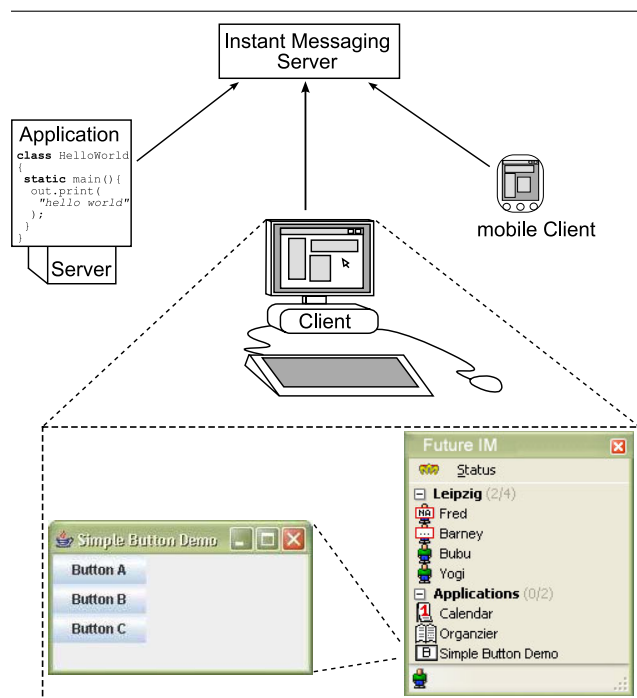 Instant Messaging
Server
Application
class HelloWorld
{
static main(){
out.print(
"hello world"
);
}
}
Server
mobile Client
Client
Future IM
Status
Leipzig (2/4)
NA Fred
... Barney
Bubu
Yogi
Applications (0/2)
1 Calendar
Organzier
B Simple Button Demo
Simple Button Demo
Button A
Button B
Button C